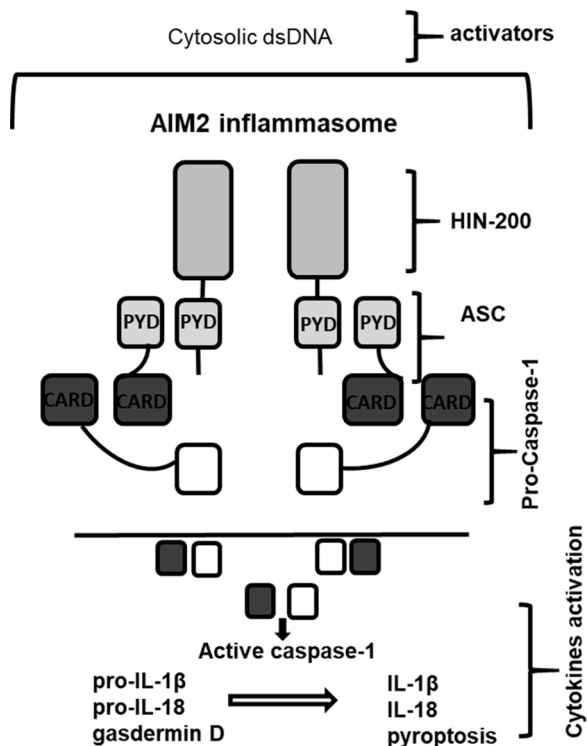 Cytosolic dsDNA
activators
AIM2 inflammasome
HIN-200
PYD
PYD
PYD
PYD
ASC
CARD
CARD
CARD
CARD
Pro-Caspase-1
Active caspase-1
pro-IL-1β
pro-IL-18
gasdermin D
IL-1β
IL-18
pyroptosis
Cytokines activation